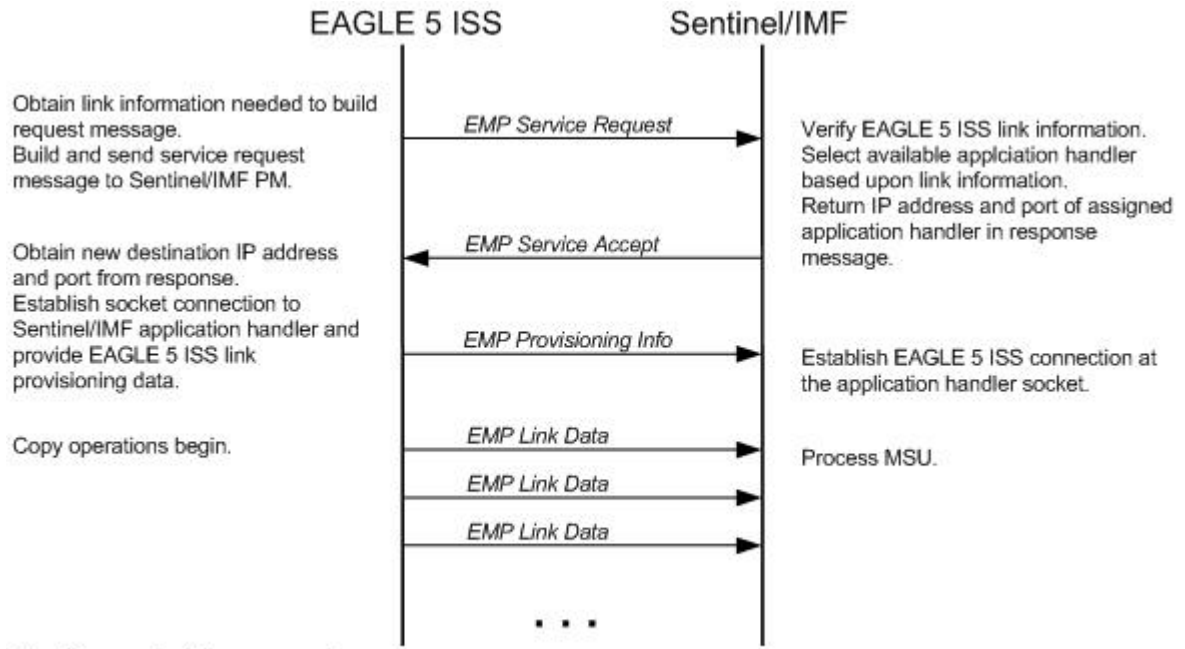 EAGLE 5 ISS
Sentinel/IMF
Obtain link information needed to build
request message.
Build and send service request
message to Sentinel/IMF PM.
EMP Service Request
Verify EAGLE 5 ISS link information.
Select available applciation handler
based upon link information.
Return IP address and port of assigned
application handler in response
message.
EMP Service Accept
Obtain new destination IP address
and port from response.
Establish socket connection to
Sentinel/IMF application handler and
provide EAGLE 5 ISS link
provisioning data.
EMP Provisioning Info
Establish EAGLE 5 ISS connection at
the application handler socket.
Copy operations begin.
EMP Link Data
Process MSU.
EMP Link Data
EMP Link Data
. . .